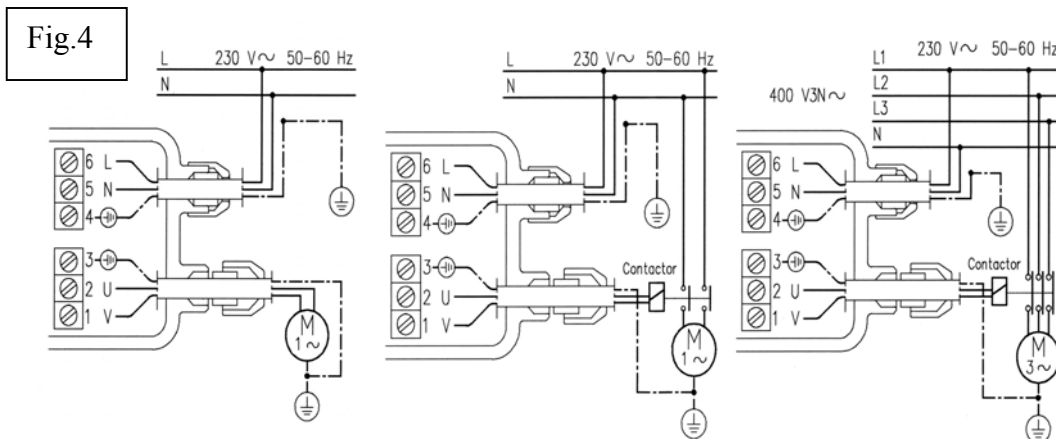 Fig.4
L 230 V~ 50-60 Hz
N
6 L
5 N
4
3
2 U
1 V
M
1~
L 230 V~ 50-60 Hz
N
6 L
5 N
4
3
2 U
1 V
Contactor
M
1~
230 V~ 50-60 Hz
L1
L2
400 V3N~
L3
N
6 L
5 N
4
3
2 U
1 V
Contactor
M
3~